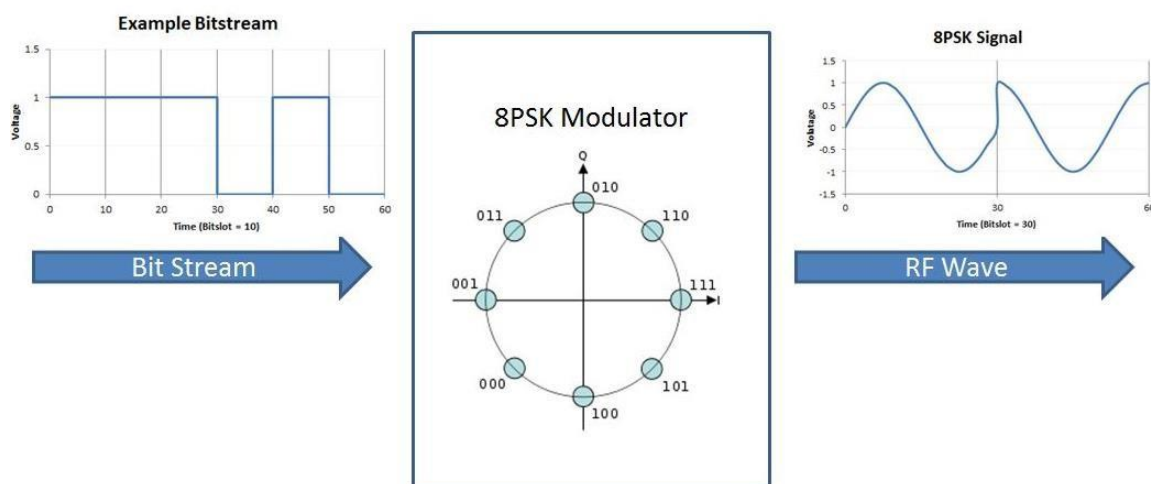 Example Bitstream
1.5
1
0.5
0
Voltage
0 10 20 30 40 50 60
Time (Bitslot = 10)
Bit Stream
8PSK Modulator
Q
010
011
110
001
111
I
000
101
100
8PSK Signal
1.5
1
0.5
0
-0.5
-1
-1.5
Volatage
0 30 60
Time (Bitslot = 30)
RF Wave